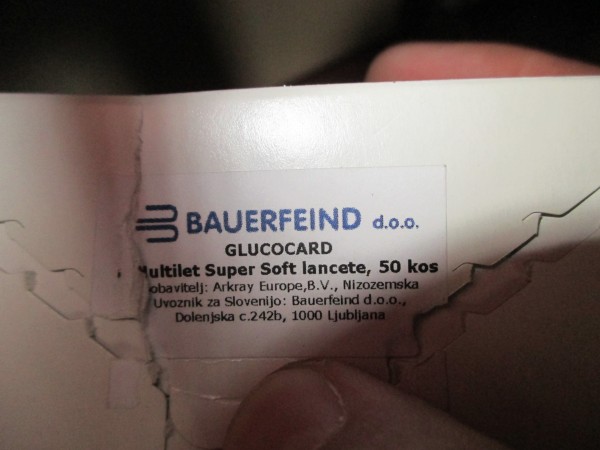 BAUERFEIND d.o.o.
GLUCOCARD
Multilet Super Soft lancete, 50 kos
obavitelj: Arkray Europe,B.V., Nizozemska
Uvoznik za Slovenijo: Bauerfeind d.o.o.,
Dolenjska c.242b, 1000 Ljubljana